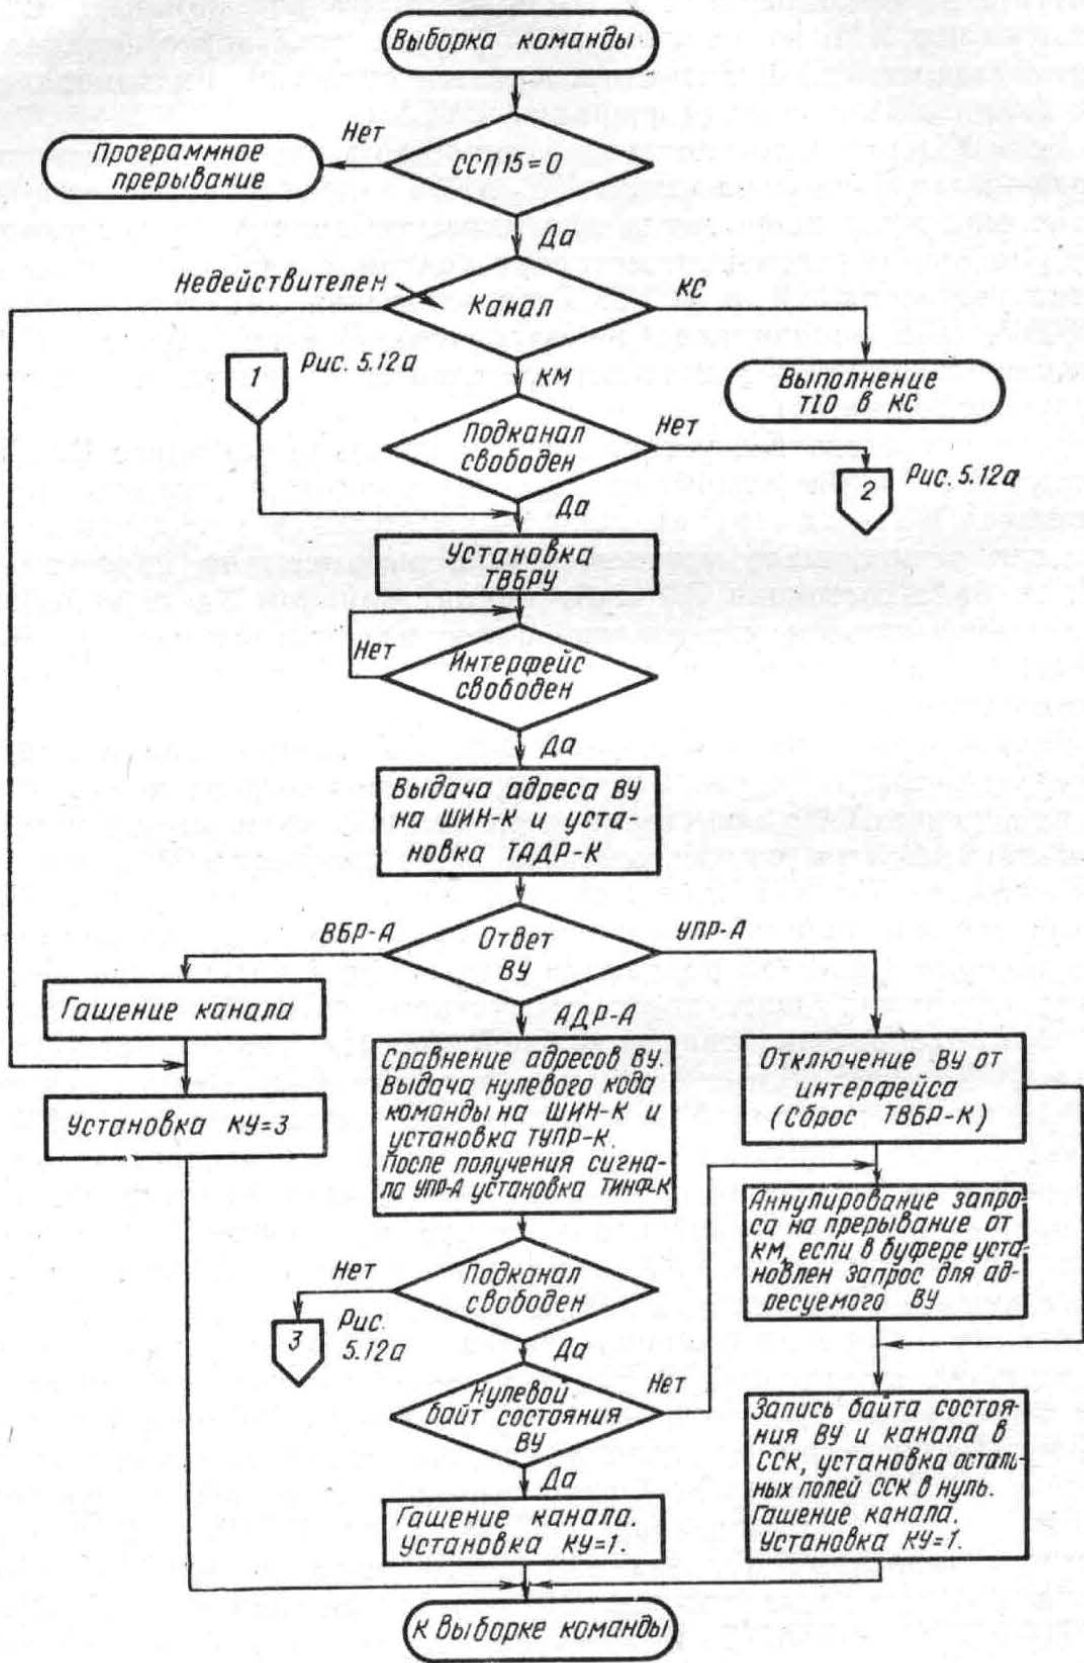 Выборка команды
Нет
Программное
прерывание
ССП15=0
Да
Недействителен
Канал
КС
1
Рис. 5.12а
КМ
Выполнение
TIO в КС
Подканал
свободен
Нет
2
Рис. 5.12а
Да
Установка
ТВБРУ
Нет
Интерфейс
свободен
Да
Выдача адреса ВУ
на ШИН-К и уста-
новка ТАДР-К
ВБР-А
Ответ
ВУ
УПР-А
АДР-А
Гашение канала
Установка КУ=3
Сравнение адресов ВУ.
Выдача нулевого кода
команды на ШИН-К и
установка ТУПР-К.
После получения сигна-
ла УПР-А установка ТИНФ-К
Отключение ВУ от
интерфейса
(Сброс ТВБР-К)
Аннулирование запро-
са на прерывание от
КМ, если в буфере уста-
новлен запрос для ад-
ресуемого ВУ
Нет
Подканал
свободен
3
Рис.
5.12а
Да
Нулевой
байт состояния
ВУ
Нет
Да
Запись байта состоя-
ния ВУ и канала в
ССК, установка осталь-
ных полей ССК в нуль.
Гашение канала.
Установка КУ=1.
Гашение канала.
Установка КУ=1.
К выборке команды